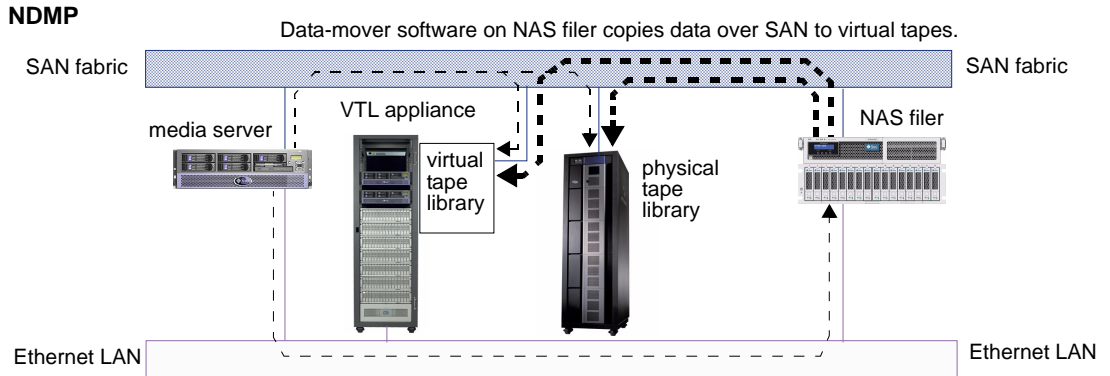 NDMP
Data-mover software on NAS filer copies data over SAN to virtual tapes.
SAN fabric
SAN fabric
VTL appliance
NAS filer
media server
virtual
tape
library
physical
tape
library
Ethernet LAN
Ethernet LAN